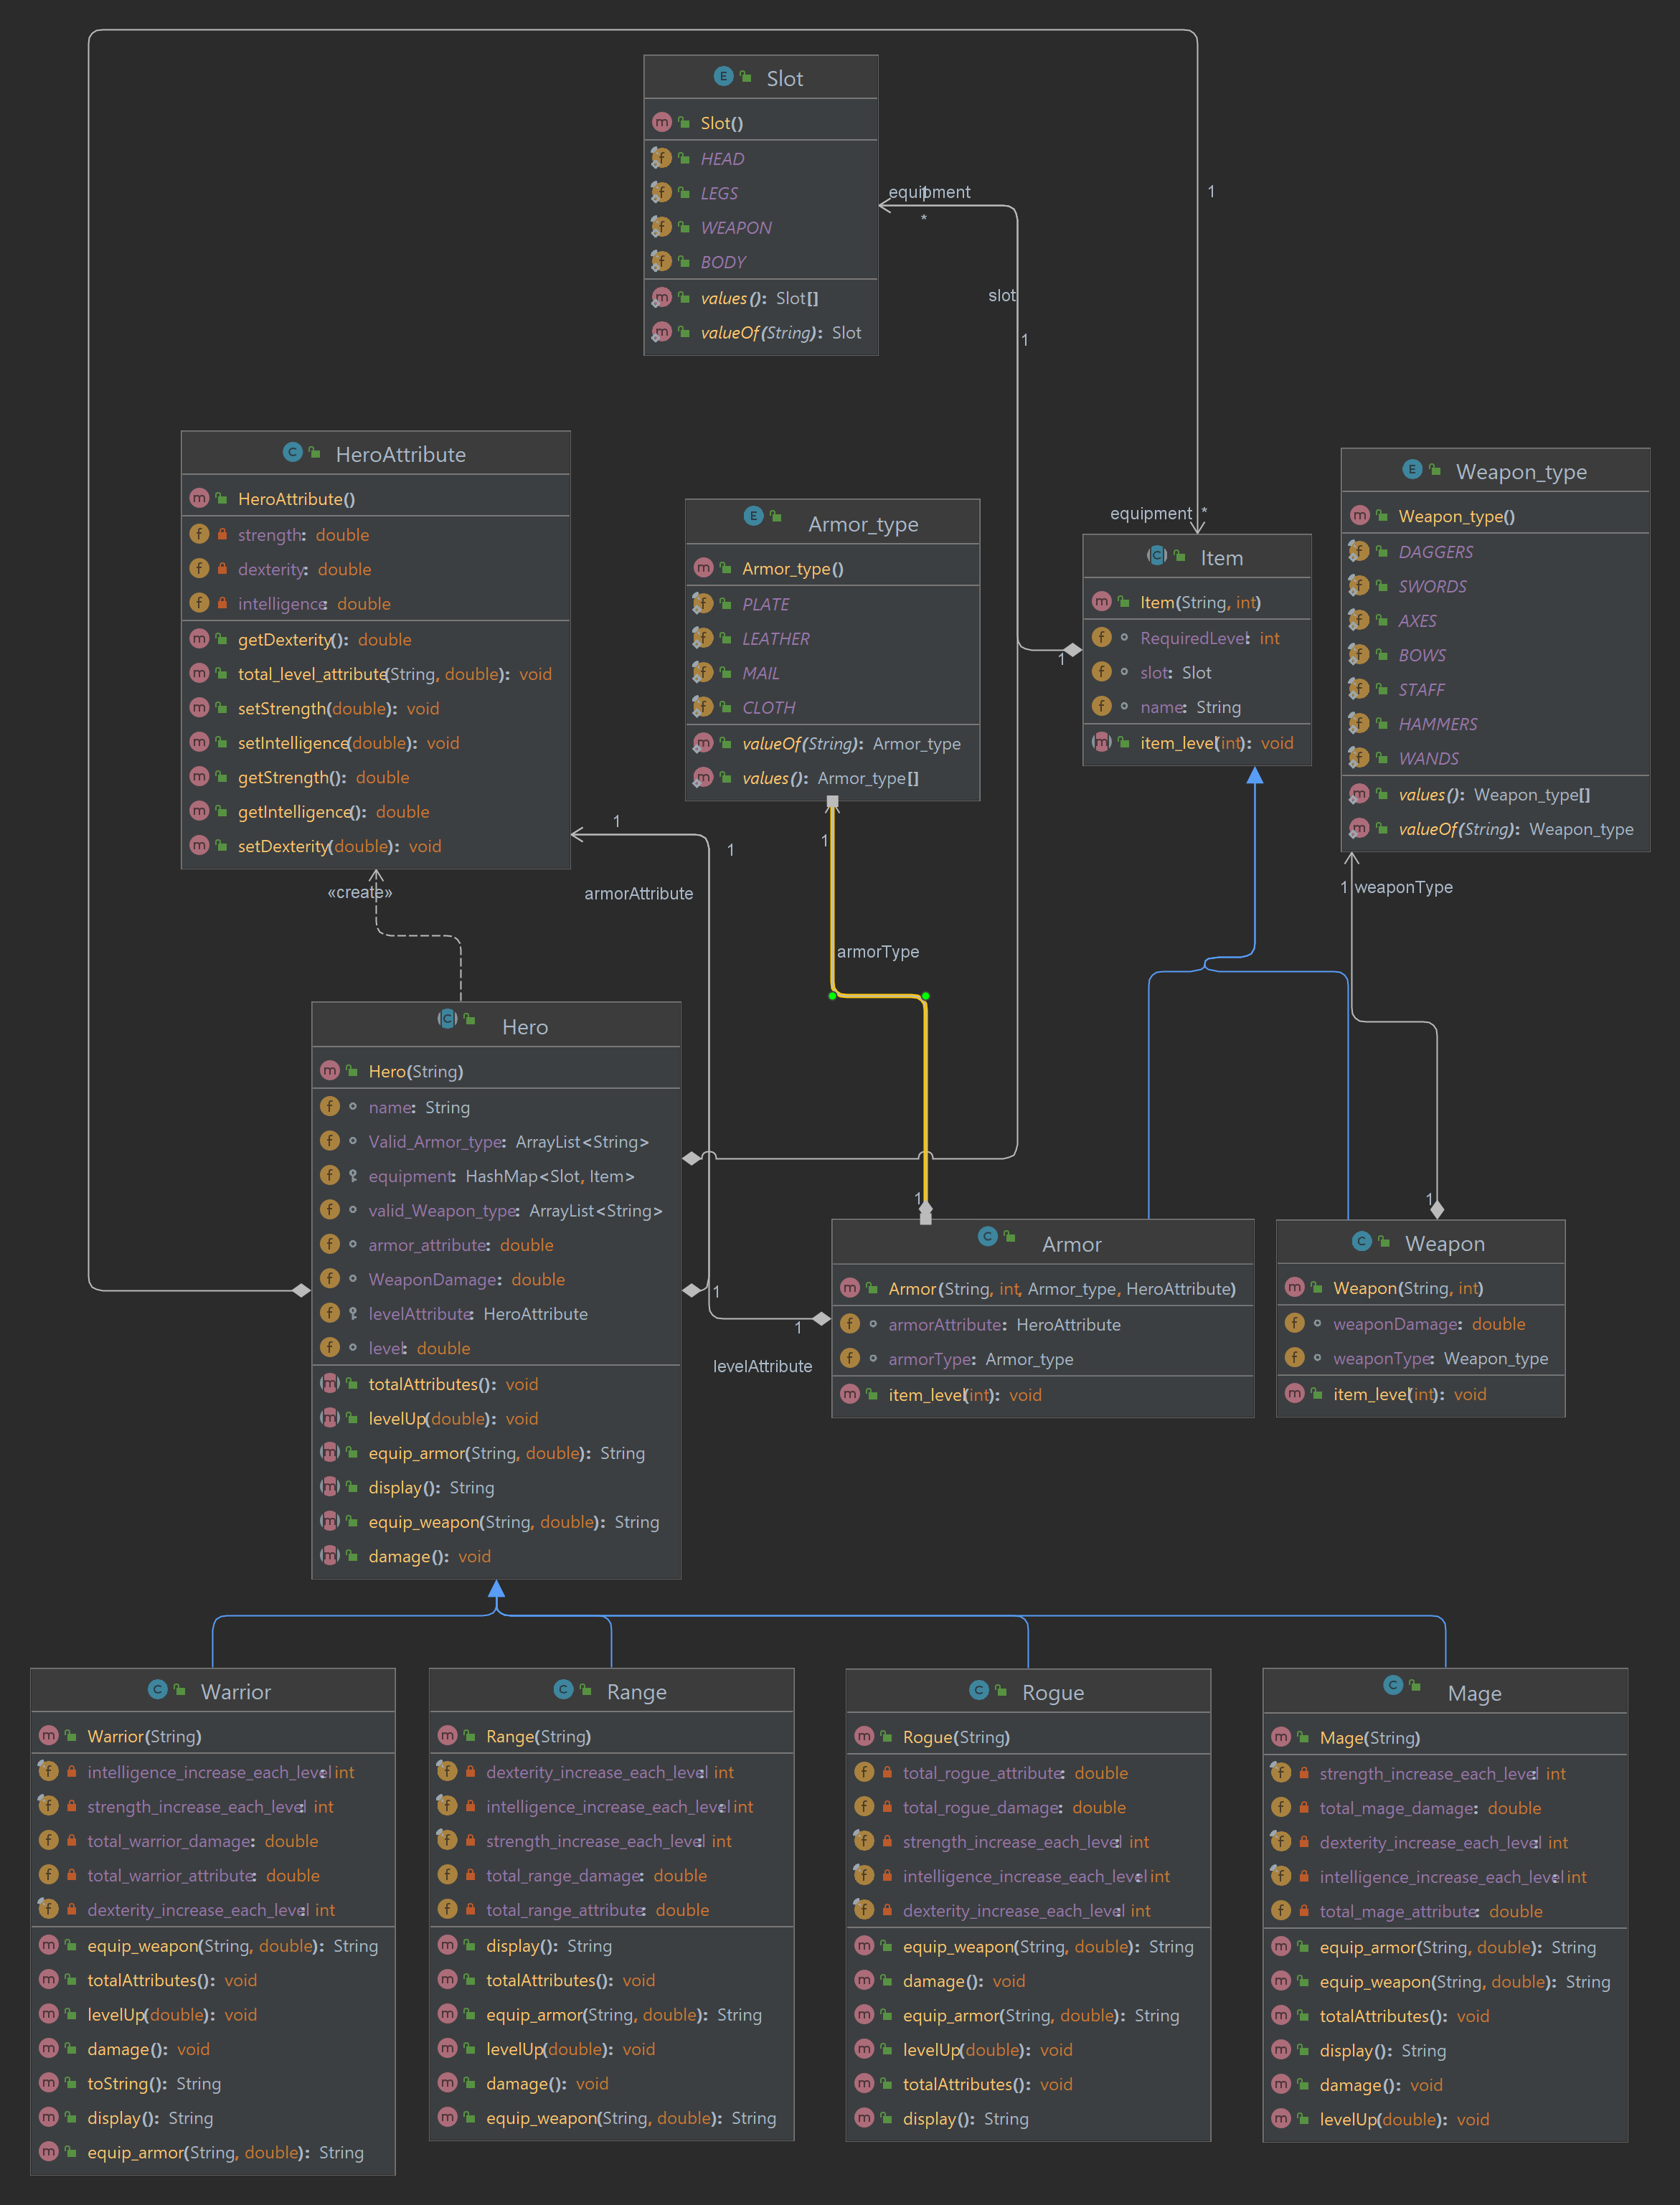 Slot
Slot()
HEAD
LEGS
WEAPON
BODY
values(): Slot[]
valueOf(String): Slot
equipment
1
*
slot
1
1
equipment *
HeroAttribute
HeroAttribute()
strength: double
dexterity: double
intelligence: double
getDexterity(): double
total_level_attribute(String, double): void
setStrength(double): void
setIntelligence(double): void
getStrength(): double
getIntelligence(): double
setDexterity(double): void
Armor_type
Armor_type()
PLATE
LEATHER
MAIL
CLOTH
valueOf(String): Armor_type
values(): Armor_type[]
Item
Item(String, int)
RequiredLevel: int
slot: Slot
name: String
item_level(int): void
1
Weapon_type
Weapon_type()
DAGGERS
SWORDS
AXES
BOWS
STAFF
HAMMERS
WANDS
values(): Weapon_type[]
valueOf(String): Weapon_type
1
1
1
«create»
armorAttribute
armorType
1 weaponType
Hero
Hero(String)
name: String
Valid_Armor_type: ArrayList<String>
equipment: HashMap<Slot, Item>
valid_Weapon_type: ArrayList<String>
armor_attribute: double
WeaponDamage: double
levelAttribute: HeroAttribute
level: double
totalAttributes(): void
levelUp(double): void
equip_armor(String, double): String
display(): String
equip_weapon(String, double): String
damage(): void
1
1
levelAttribute
1
Armor
Armor(String, int, Armor_type, HeroAttribute)
armorAttribute: HeroAttribute
armorType: Armor_type
item_level(int): void
1
Weapon
Weapon(String, int)
weaponDamage: double
weaponType: Weapon_type
item_level(int): void
Warrior
Warrior(String)
intelligence_increase_each_level: int
strength_increase_each_level: int
total_warrior_damage: double
total_warrior_attribute: double
dexterity_increase_each_level: int
equip_weapon(String, double): String
totalAttributes(): void
levelUp(double): void
damage(): void
toString(): String
display(): String
equip_armor(String, double): String
Range
Range(String)
dexterity_increase_each_level: int
intelligence_increase_each_level: int
strength_increase_each_level: int
total_range_damage: double
total_range_attribute: double
display(): String
totalAttributes(): void
equip_armor(String, double): String
levelUp(double): void
damage(): void
equip_weapon(String, double): String
Rogue
Rogue(String)
total_rogue_attribute: double
total_rogue_damage: double
strength_increase_each_level: int
intelligence_increase_each_level: int
dexterity_increase_each_level: int
equip_weapon(String, double): String
damage(): void
equip_armor(String, double): String
levelUp(double): void
totalAttributes(): void
display(): String
Mage
Mage(String)
strength_increase_each_level: int
total_mage_damage: double
dexterity_increase_each_level: int
intelligence_increase_each_level: int
total_mage_attribute: double
equip_armor(String, double): String
equip_weapon(String, double): String
totalAttributes(): void
display(): String
damage(): void
levelUp(double): void